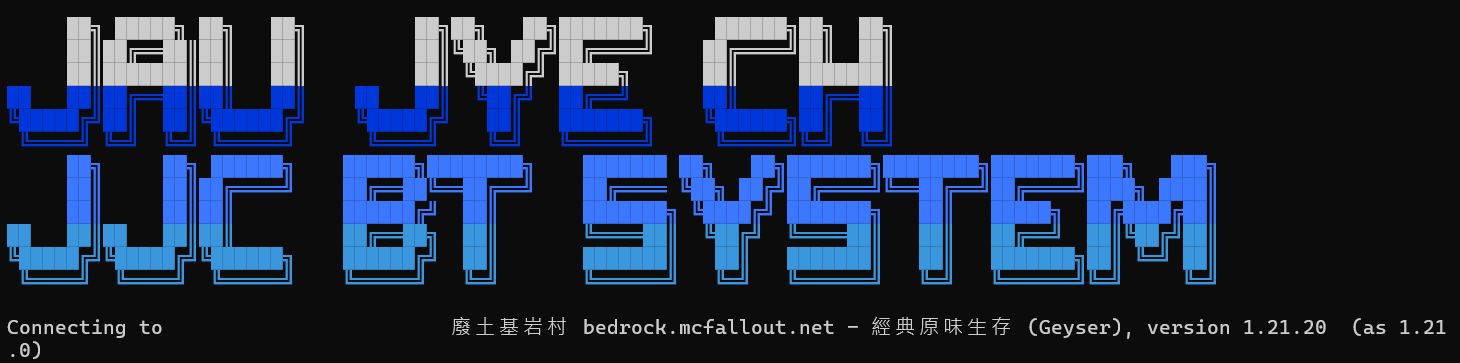 JAU JYE CH
JJC BT SYSTEM
Connecting to 廢土基岩村 bedrock.mcfallout.net - 經典原味生存 (Geyser), version 1.21.20 (as 1.21
.0)